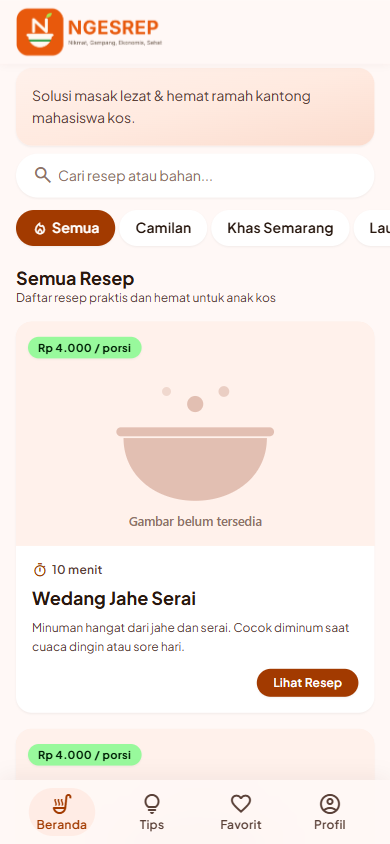 NGESREP
Nikmat, Gampang, Ekonomis, Sehat
Solusi masak lezat & hemat ramah kantong
mahasiswa kos.
Cari resep atau bahan...
Semua
Camilan
Khas Semarang
Lau
Semua Resep
Daftar resep praktis dan hemat untuk anak kos
Rp 4.000 / porsi
Gambar belum tersedia
10 menit
Wedang Jahe Serai
Minuman hangat dari jahe dan serai. Cocok diminum saat
cuaca dingin atau sore hari.
Lihat Resep
Rp 4.000 / porsi
Beranda
Tips
Favorit
Profil